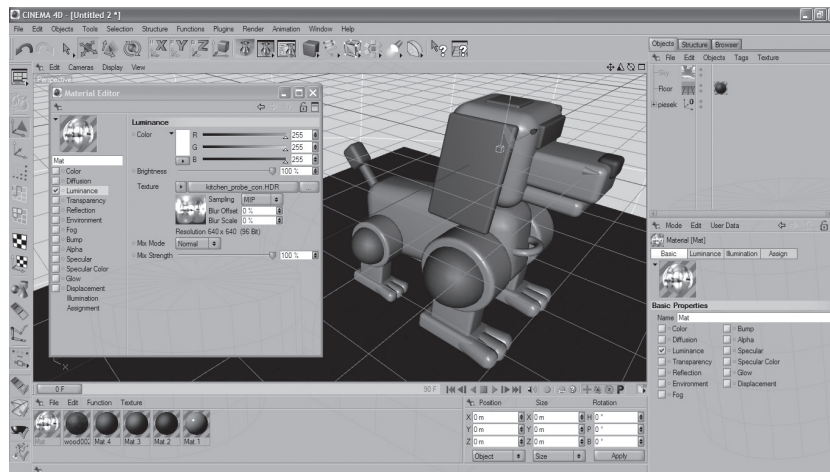 CINEMA 4D - [Untitled 2 *]
File Edit Objects Tools Selection Structure Functions Plugins Render Animation Window Help
Edit Cameras Display View
Perspective
Material Editor
Mat
Color
Diffusion
Luminance
Transparency
Reflection
Environment
Fog
Bump
Alpha
Specular
Specular Color
Glow
Displacement
Illumination
Assignment
Luminance
Color R 255
G 255
B 255
Brightness 100 %
Texture kitchen_probe_con.HDR ...
Sampling MIP
Blur Offset 0 %
Blur Scale 0 %
Resolution 640 x 640 (96 Bit)
Mix Mode Normal
Mix Strength 100 %
X
0 F 90 F
File Edit Function Texture
Mat wood002 Mat.4 Mat.3 Mat.2 Mat.1
Position Size Rotation
X 0 m X 0 m H 0 °
Y 0 m Y 0 m P 0 °
Z 0 m Z 0 m B 0 °
Object Size Apply
Objects Structure Browser
File Edit Objects Tags Texture
Sky
Floor
piesek
Mode Edit User Data
Material [Mat]
Basic Luminance Illumination Assign
Basic Properties
Name Mat
Color Bump
Diffusion Alpha
Luminance Specular
Transparency Specular Color
Reflection Glow
Environment Displacement
Fog